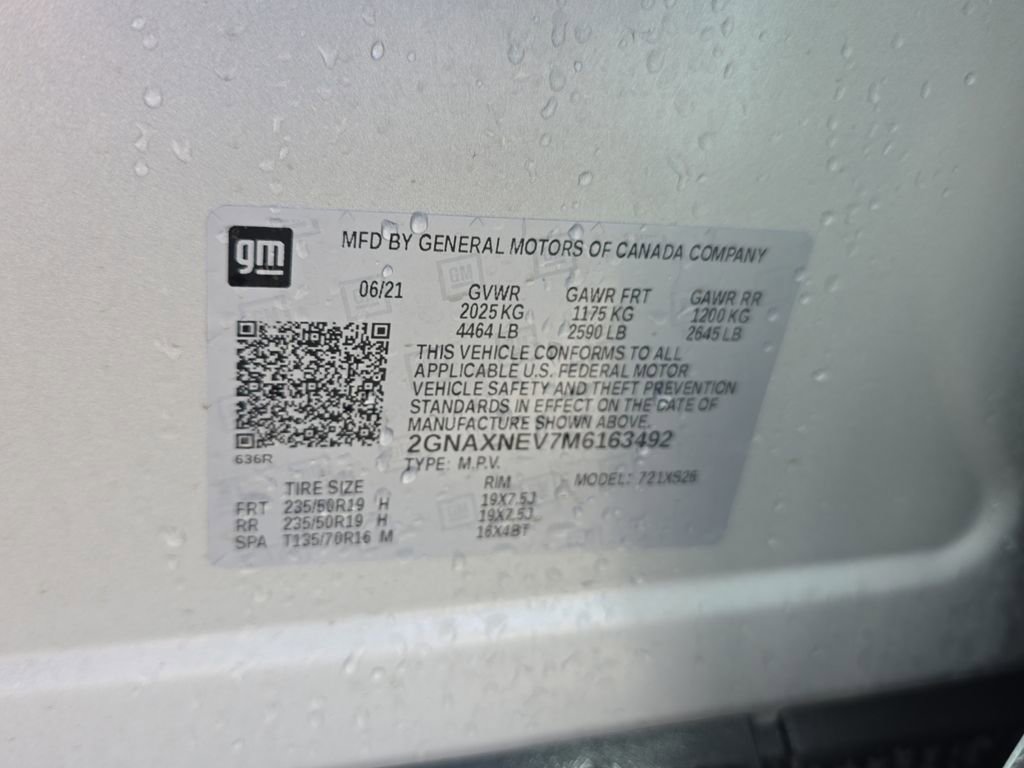 gm
MFD BY GENERAL MOTORS OF CANADA COMPANY
06/21 GVWR GAWR FRT GAWR RR
2025 KG 1175 KG 1200 KG
4464 LB 2590 LB 2645 LB
THIS VEHICLE CONFORMS TO ALL
APPLICABLE U.S. FEDERAL MOTOR
VEHICLE SAFETY AND THEFT PREVENTION
STANDARDS IN EFFECT ON THE DATE OF
MANUFACTURE SHOWN ABOVE.
2GNAXNEV7M6163492
636R TYPE: M.P.V. MODEL: 721XS26
TIRE SIZE RIM
FRT 235/50R19 H 19X7.5J
RR 235/50R19 H 19X7.5J
SPA T135/70R16 M 16X4BT